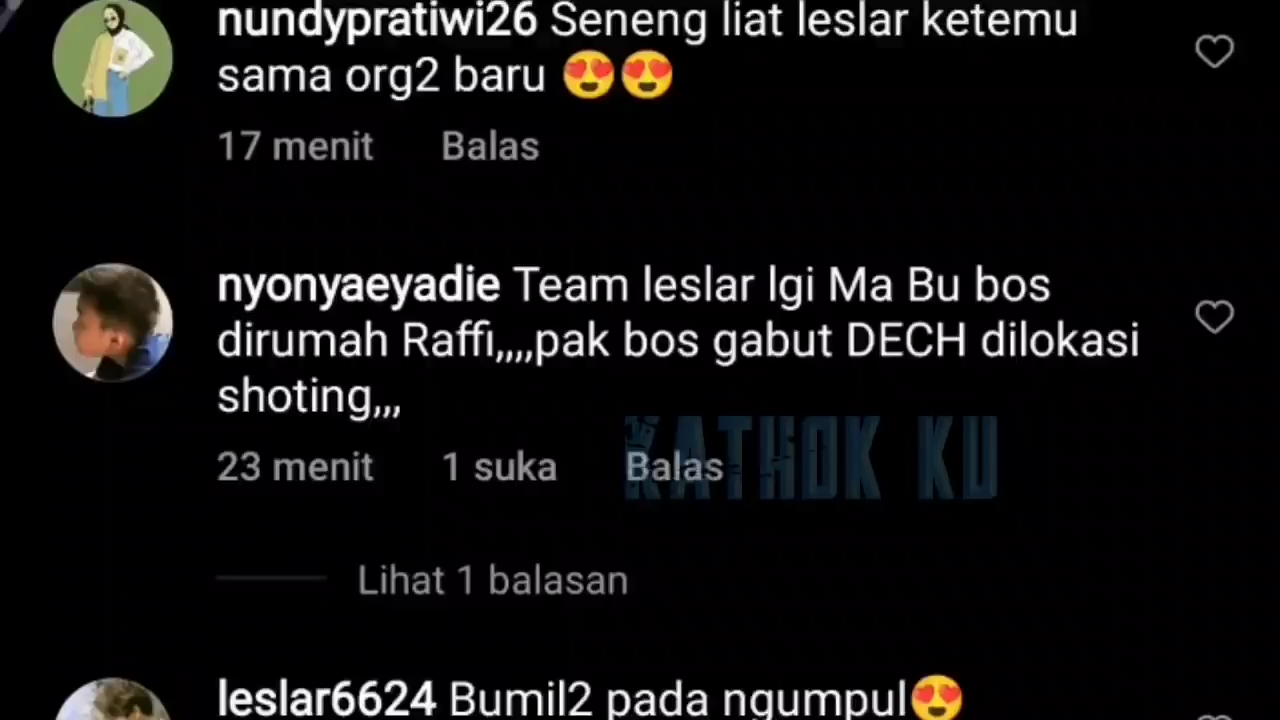 nundypratiwi26 Seneng liat leslar ketemu
sama org2 baru 😍😍
17 menit Balas
nyonyaeyadie Team leslar lgi Ma Bu bos
dirumah Raffi,,,,pak bos gabut DECH dilokasi
shoting,,,
23 menit 1 suka Balas
KATHOK KU
Lihat 1 balasan
leslar6624 Bumil2 pada ngumpul😍